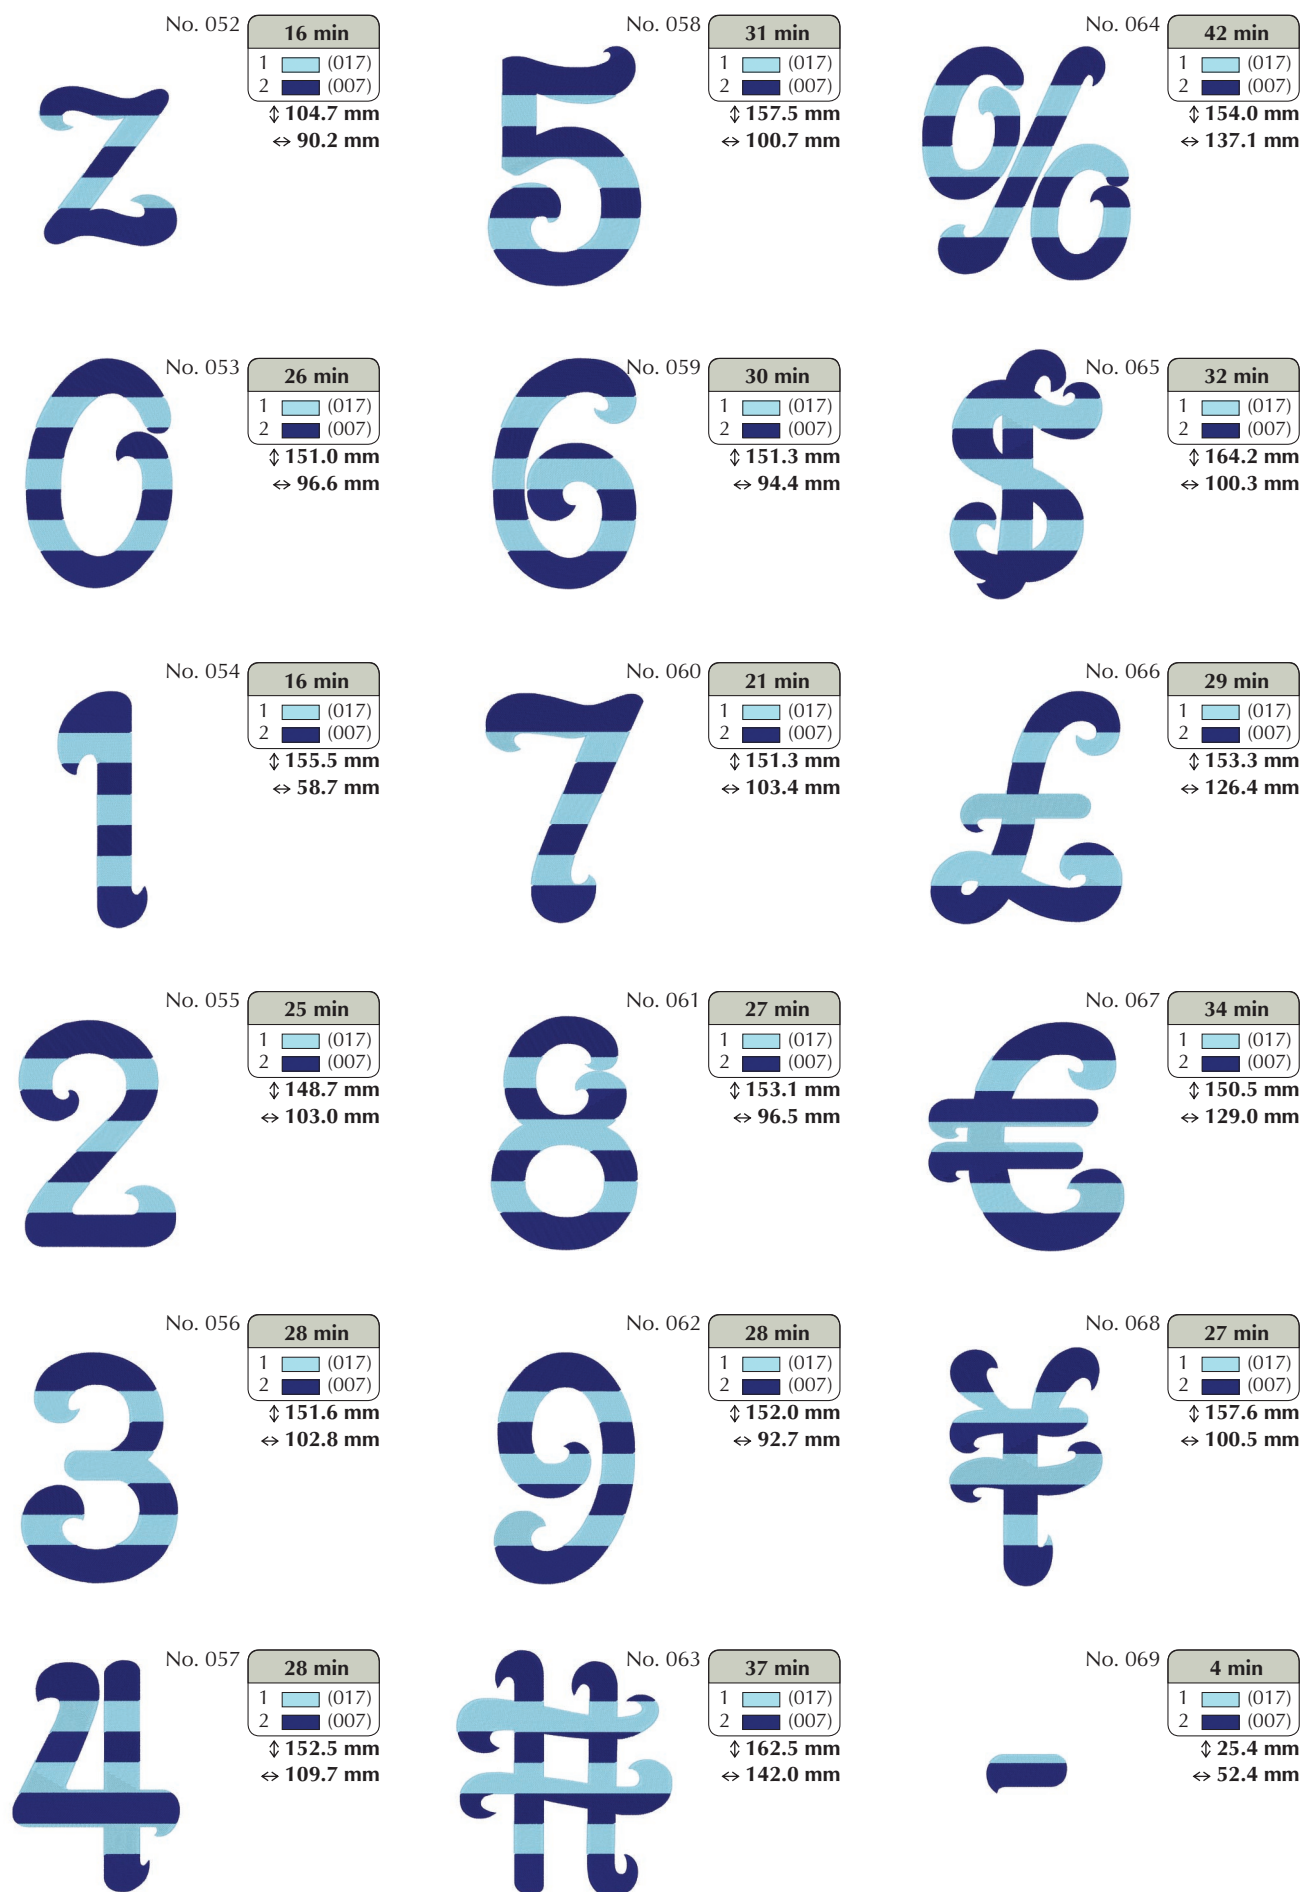 z
No. 052
16 min
1 (017)
2 (007)
↕ 104.7 mm
↔ 90.2 mm
0
No. 053
26 min
1 (017)
2 (007)
↕ 151.0 mm
↔ 96.6 mm
1
No. 054
16 min
1 (017)
2 (007)
↕ 155.5 mm
↔ 58.7 mm
2
No. 055
25 min
1 (017)
2 (007)
↕ 148.7 mm
↔ 103.0 mm
3
No. 056
28 min
1 (017)
2 (007)
↕ 151.6 mm
↔ 102.8 mm
4
No. 057
28 min
1 (017)
2 (007)
↕ 152.5 mm
↔ 109.7 mm
5
No. 058
31 min
1 (017)
2 (007)
↕ 157.5 mm
↔ 100.7 mm
6
No. 059
30 min
1 (017)
2 (007)
↕ 151.3 mm
↔ 94.4 mm
7
No. 060
21 min
1 (017)
2 (007)
↕ 151.3 mm
↔ 103.4 mm
8
No. 061
27 min
1 (017)
2 (007)
↕ 153.1 mm
↔ 96.5 mm
9
No. 062
28 min
1 (017)
2 (007)
↕ 152.0 mm
↔ 92.7 mm
#
No. 063
37 min
1 (017)
2 (007)
↕ 162.5 mm
↔ 142.0 mm
%
No. 064
42 min
1 (017)
2 (007)
↕ 154.0 mm
↔ 137.1 mm
$
No. 065
32 min
1 (017)
2 (007)
↕ 164.2 mm
↔ 100.3 mm
£
No. 066
29 min
1 (017)
2 (007)
↕ 153.3 mm
↔ 126.4 mm
€
No. 067
34 min
1 (017)
2 (007)
↕ 150.5 mm
↔ 129.0 mm
¥
No. 068
27 min
1 (017)
2 (007)
↕ 157.6 mm
↔ 100.5 mm
-
No. 069
4 min
1 (017)
2 (007)
↕ 25.4 mm
↔ 52.4 mm